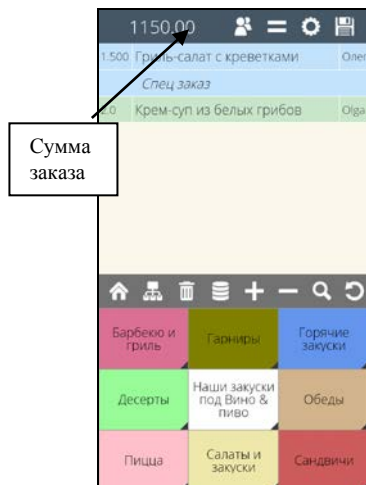 1150,00
1.500 Гриль-салат с креветками Олег
Спец заказ
2.0 Крем-суп из белых грибов Olga
Сумма
заказа
Барбекю и
гриль
Гарниры
Горячие
закуски
Десерты
Наши закуски
под Вино &
пиво
Обеды
Пицца
Салаты и
закуски
Сандвичи